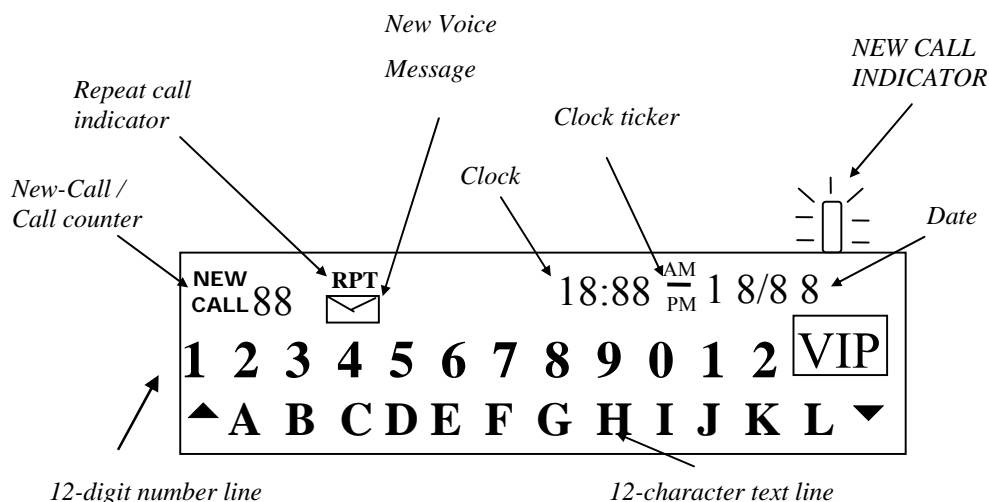 New Voice
Message
NEW CALL
INDICATOR
Repeat call
indicator
Clock ticker
Clock
New-Call /
Call counter
Date
NEW
CALL 88
RPT
18:88
AM
PM
1 8/8 8
1 2 3 4 5 6 7 8 9 0 1 2
VIP
A B C D E F G H I J K L
12-digit number line
12-character text line